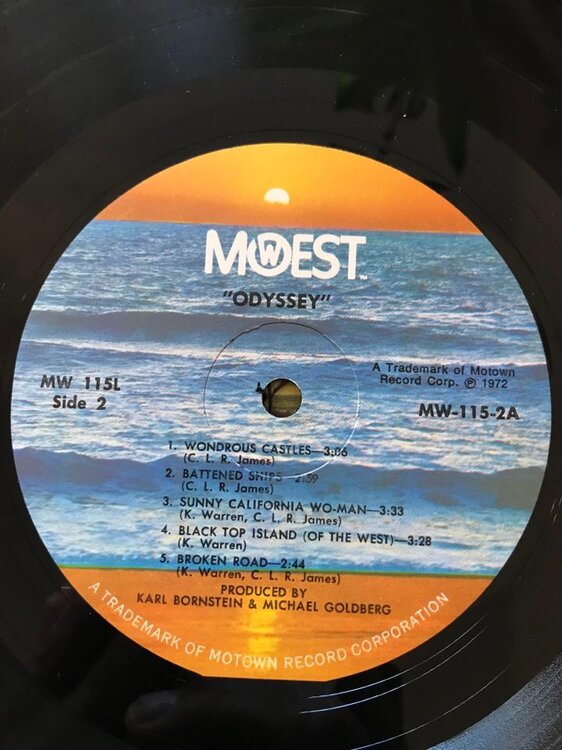 MOWEST™
"ODYSSEY"
MW 115L
Side 2
A Trademark of Motown
Record Corp. Ⓟ 1972
MW-115-2A
1. WONDROUS CASTLES—3:06
(C. L. R. James)
2. BATTENED SHIPS—2:59
(C. L. R. James)
3. SUNNY CALIFORNIA WO-MAN—3:33
(K. Warren, C. L. R. James)
4. BLACK TOP ISLAND (OF THE WEST)—3:28
(K. Warren)
5. BROKEN ROAD—2:44
(K. Warren, C. L. R. James)
PRODUCED BY
KARL BORNSTEIN & MICHAEL GOLDBERG
A TRADEMARK OF MOTOWN RECORD CORPORATION